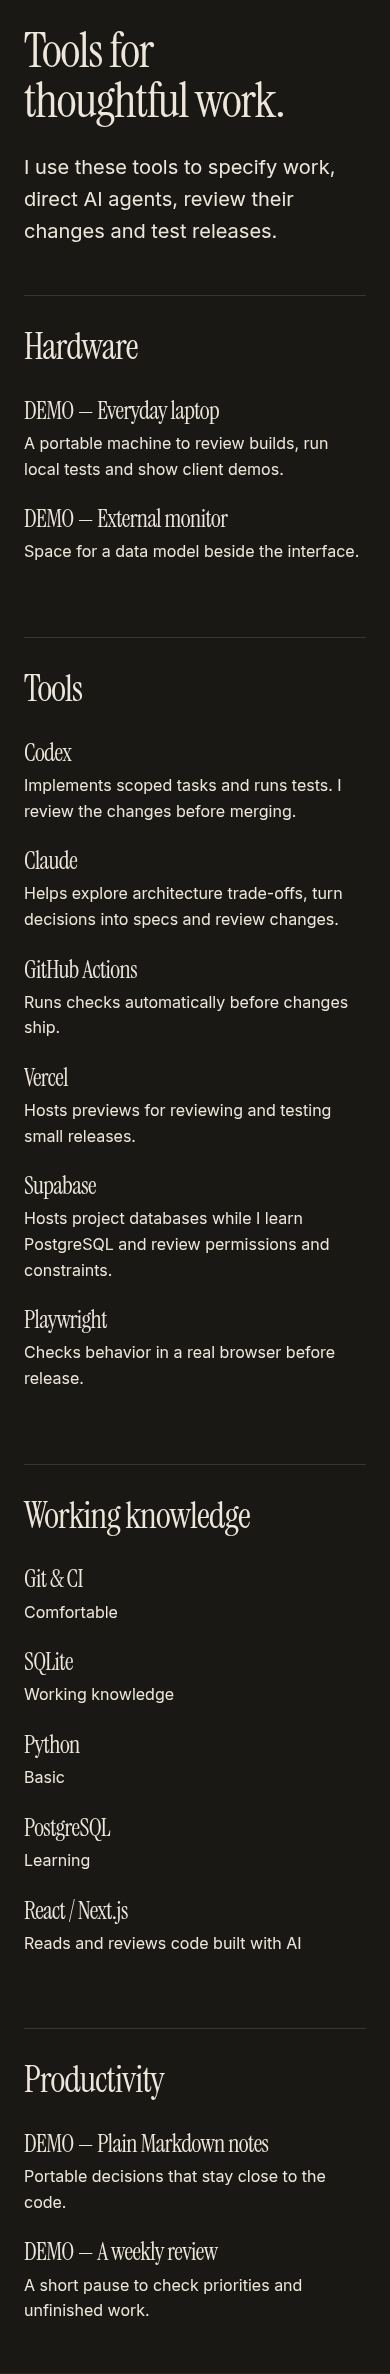 Tools for
thoughtful work.
I use these tools to specify work,
direct AI agents, review their
changes and test releases.
Hardware
DEMO — Everyday laptop
A portable machine to review builds, run
local tests and show client demos.
DEMO — External monitor
Space for a data model beside the interface.
Tools
Codex
Implements scoped tasks and runs tests. I
review the changes before merging.
Claude
Helps explore architecture trade-offs, turn
decisions into specs and review changes.
GitHub Actions
Runs checks automatically before changes
ship.
Vercel
Hosts previews for reviewing and testing
small releases.
Supabase
Hosts project databases while I learn
PostgreSQL and review permissions and
constraints.
Playwright
Checks behavior in a real browser before
release.
Working knowledge
Git & CI
Comfortable
SQLite
Working knowledge
Python
Basic
PostgreSQL
Learning
React / Next.js
Reads and reviews code built with AI
Productivity
DEMO — Plain Markdown notes
Portable decisions that stay close to the
code.
DEMO — A weekly review
A short pause to check priorities and
unfinished work.